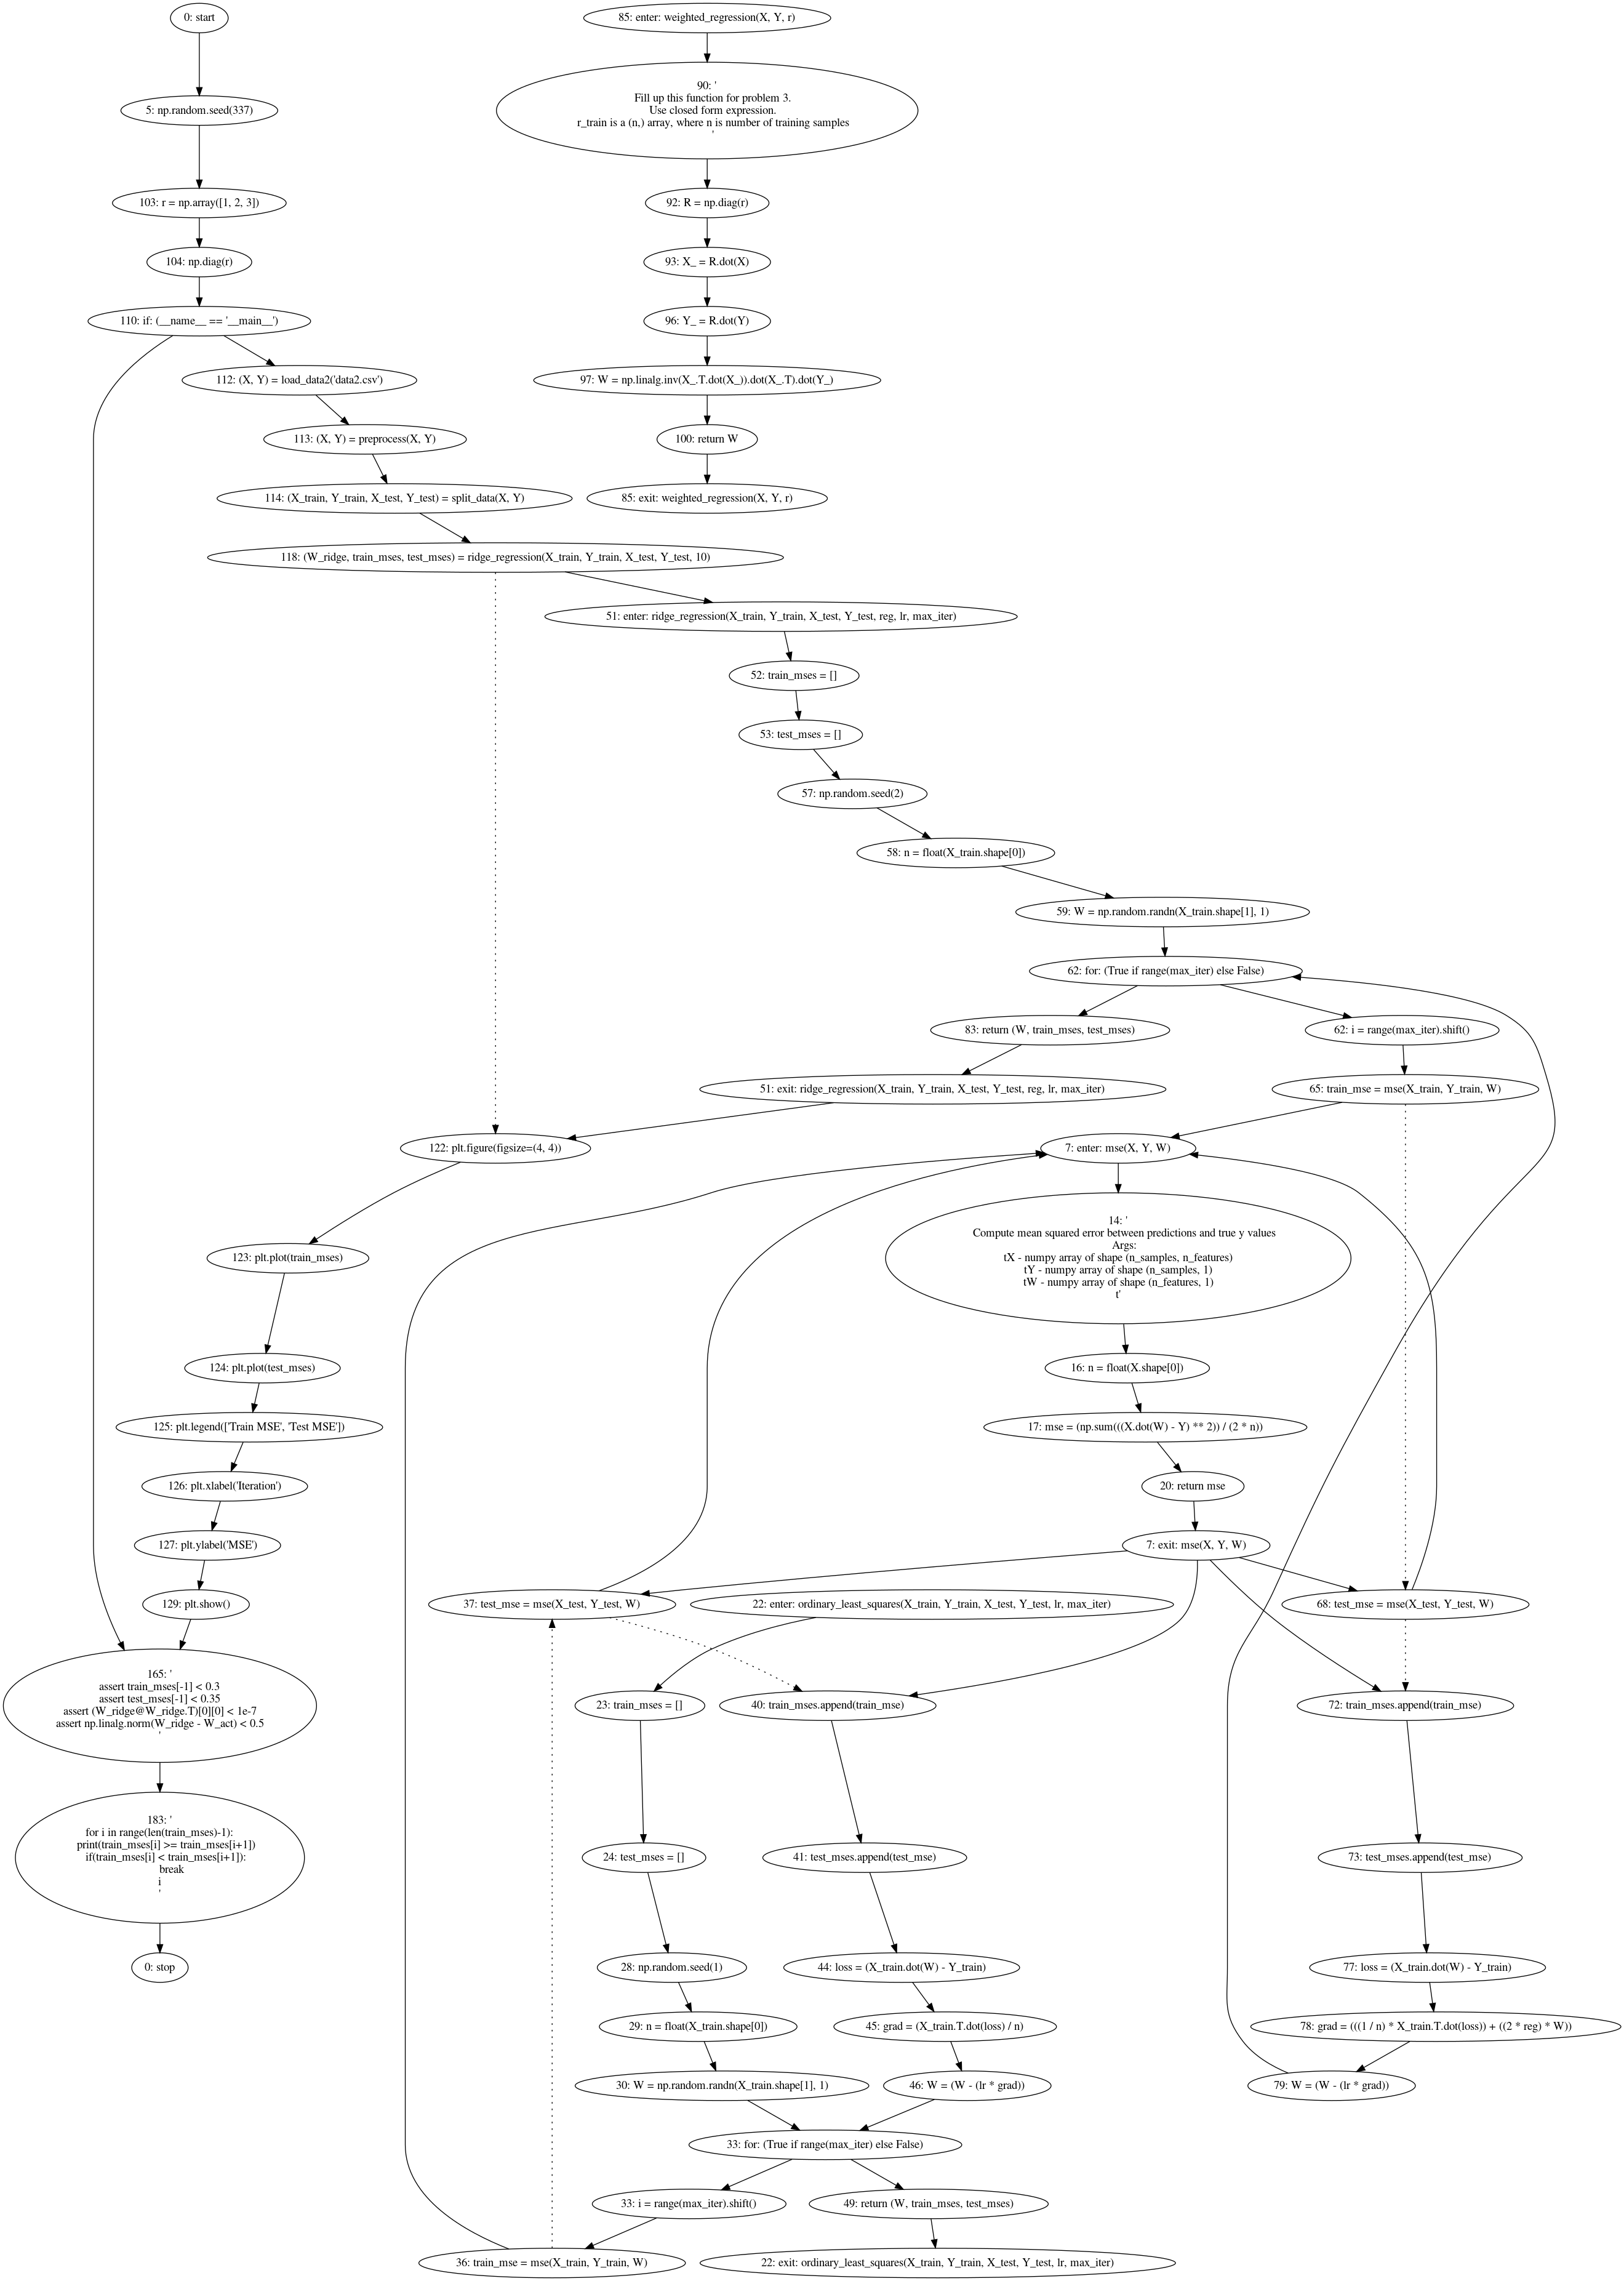 0: start
85: enter: weighted_regression(X, Y, r)
5: np.random.seed(337)
90: '
Fill up this function for problem 3.
Use closed form expression.
r_train is a (n,) array, where n is number of training samples
'
103: r = np.array([1, 2, 3])
92: R = np.diag(r)
104: np.diag(r)
93: X_ = R.dot(X)
110: if: (__name__ == '__main__')
96: Y_ = R.dot(Y)
112: (X, Y) = load_data2('data2.csv')
97: W = np.linalg.inv(X_.T.dot(X_)).dot(X_.T).dot(Y_)
113: (X, Y) = preprocess(X, Y)
100: return W
114: (X_train, Y_train, X_test, Y_test) = split_data(X, Y)
85: exit: weighted_regression(X, Y, r)
118: (W_ridge, train_mses, test_mses) = ridge_regression(X_train, Y_train, X_test, Y_test, 10)
51: enter: ridge_regression(X_train, Y_train, X_test, Y_test, reg, lr, max_iter)
52: train_mses = []
53: test_mses = []
57: np.random.seed(2)
58: n = float(X_train.shape[0])
59: W = np.random.randn(X_train.shape[1], 1)
62: for: (True if range(max_iter) else False)
83: return (W, train_mses, test_mses)
62: i = range(max_iter).shift()
51: exit: ridge_regression(X_train, Y_train, X_test, Y_test, reg, lr, max_iter)
65: train_mse = mse(X_train, Y_train, W)
122: plt.figure(figsize=(4, 4))
7: enter: mse(X, Y, W)
123: plt.plot(train_mses)
14: '
Compute mean squared error between predictions and true y values
Args:
tX - numpy array of shape (n_samples, n_features)
tY - numpy array of shape (n_samples, 1)
tW - numpy array of shape (n_features, 1)
t'
124: plt.plot(test_mses)
16: n = float(X.shape[0])
125: plt.legend(['Train MSE', 'Test MSE'])
17: mse = (np.sum(((X.dot(W) - Y) ** 2)) / (2 * n))
126: plt.xlabel('Iteration')
20: return mse
127: plt.ylabel('MSE')
7: exit: mse(X, Y, W)
129: plt.show()
37: test_mse = mse(X_test, Y_test, W)
22: enter: ordinary_least_squares(X_train, Y_train, X_test, Y_test, lr, max_iter)
68: test_mse = mse(X_test, Y_test, W)
165: '
assert train_mses[-1] < 0.3
assert test_mses[-1] < 0.35
assert (W_ridge@W_ridge.T)[0][0] < 1e-7
assert np.linalg.norm(W_ridge - W_act) < 0.5
'
23: train_mses = []
40: train_mses.append(train_mse)
72: train_mses.append(train_mse)
183: '
for i in range(len(train_mses)-1):
print(train_mses[i] >= train_mses[i+1])
if(train_mses[i] < train_mses[i+1]):
break
i
'
24: test_mses = []
41: test_mses.append(test_mse)
73: test_mses.append(test_mse)
0: stop
28: np.random.seed(1)
44: loss = (X_train.dot(W) - Y_train)
77: loss = (X_train.dot(W) - Y_train)
29: n = float(X_train.shape[0])
45: grad = (X_train.T.dot(loss) / n)
78: grad = (((1 / n) * X_train.T.dot(loss)) + ((2 * reg) * W))
30: W = np.random.randn(X_train.shape[1], 1)
46: W = (W - (lr * grad))
79: W = (W - (lr * grad))
33: for: (True if range(max_iter) else False)
33: i = range(max_iter).shift()
49: return (W, train_mses, test_mses)
36: train_mse = mse(X_train, Y_train, W)
22: exit: ordinary_least_squares(X_train, Y_train, X_test, Y_test, lr, max_iter)